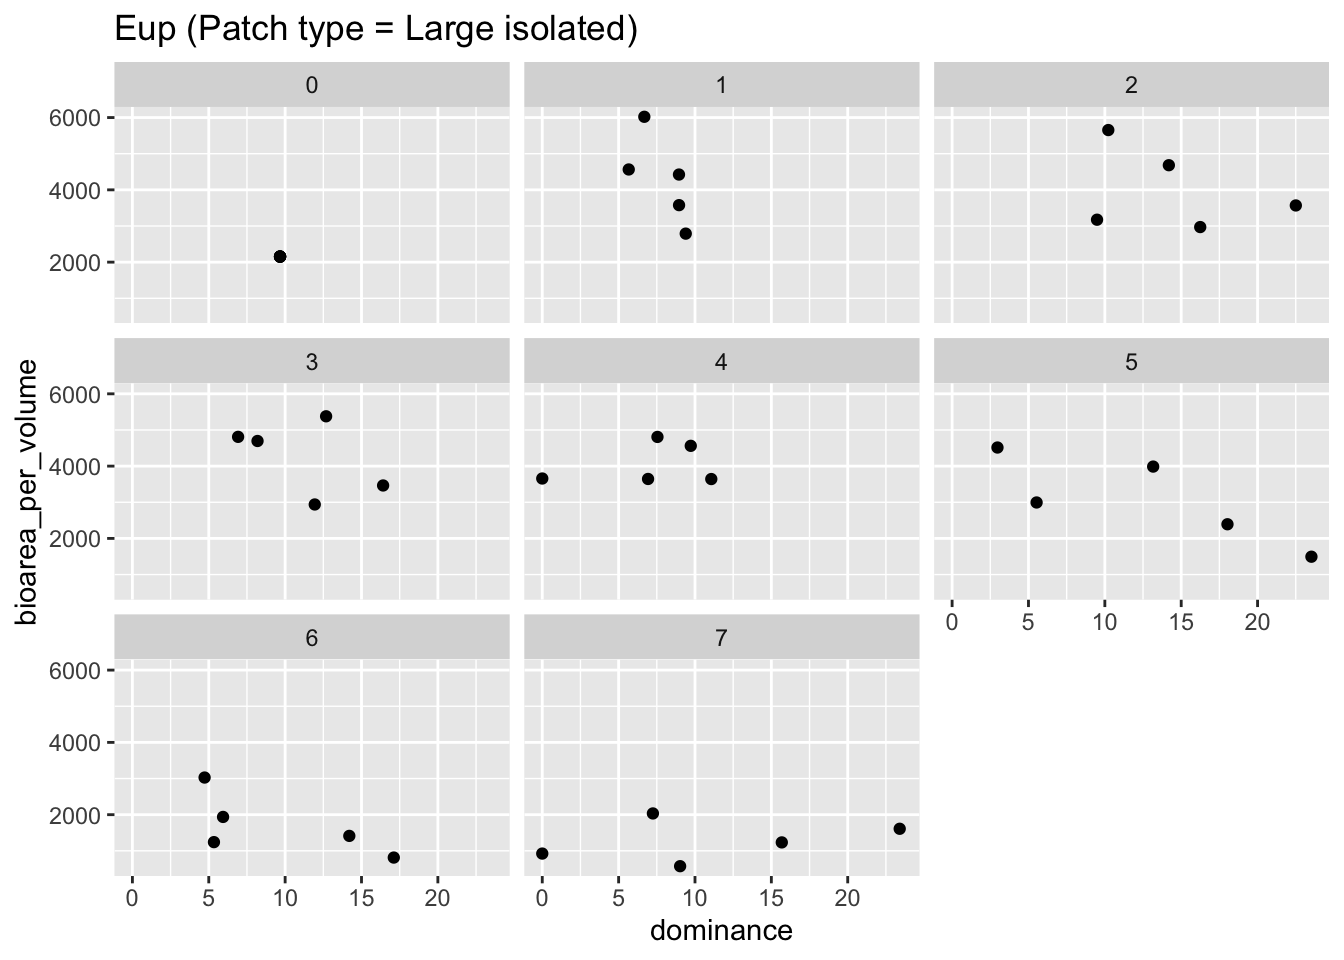 Eup (Patch type = Large isolated)
0 1 2
6000
4000
2000
3 4 5
6000
4000
2000
0 5 10 15 20
6 7
6000
4000
2000
0 5 10 15 20 0 5 10 15 20
bioarea_per_volume
dominance